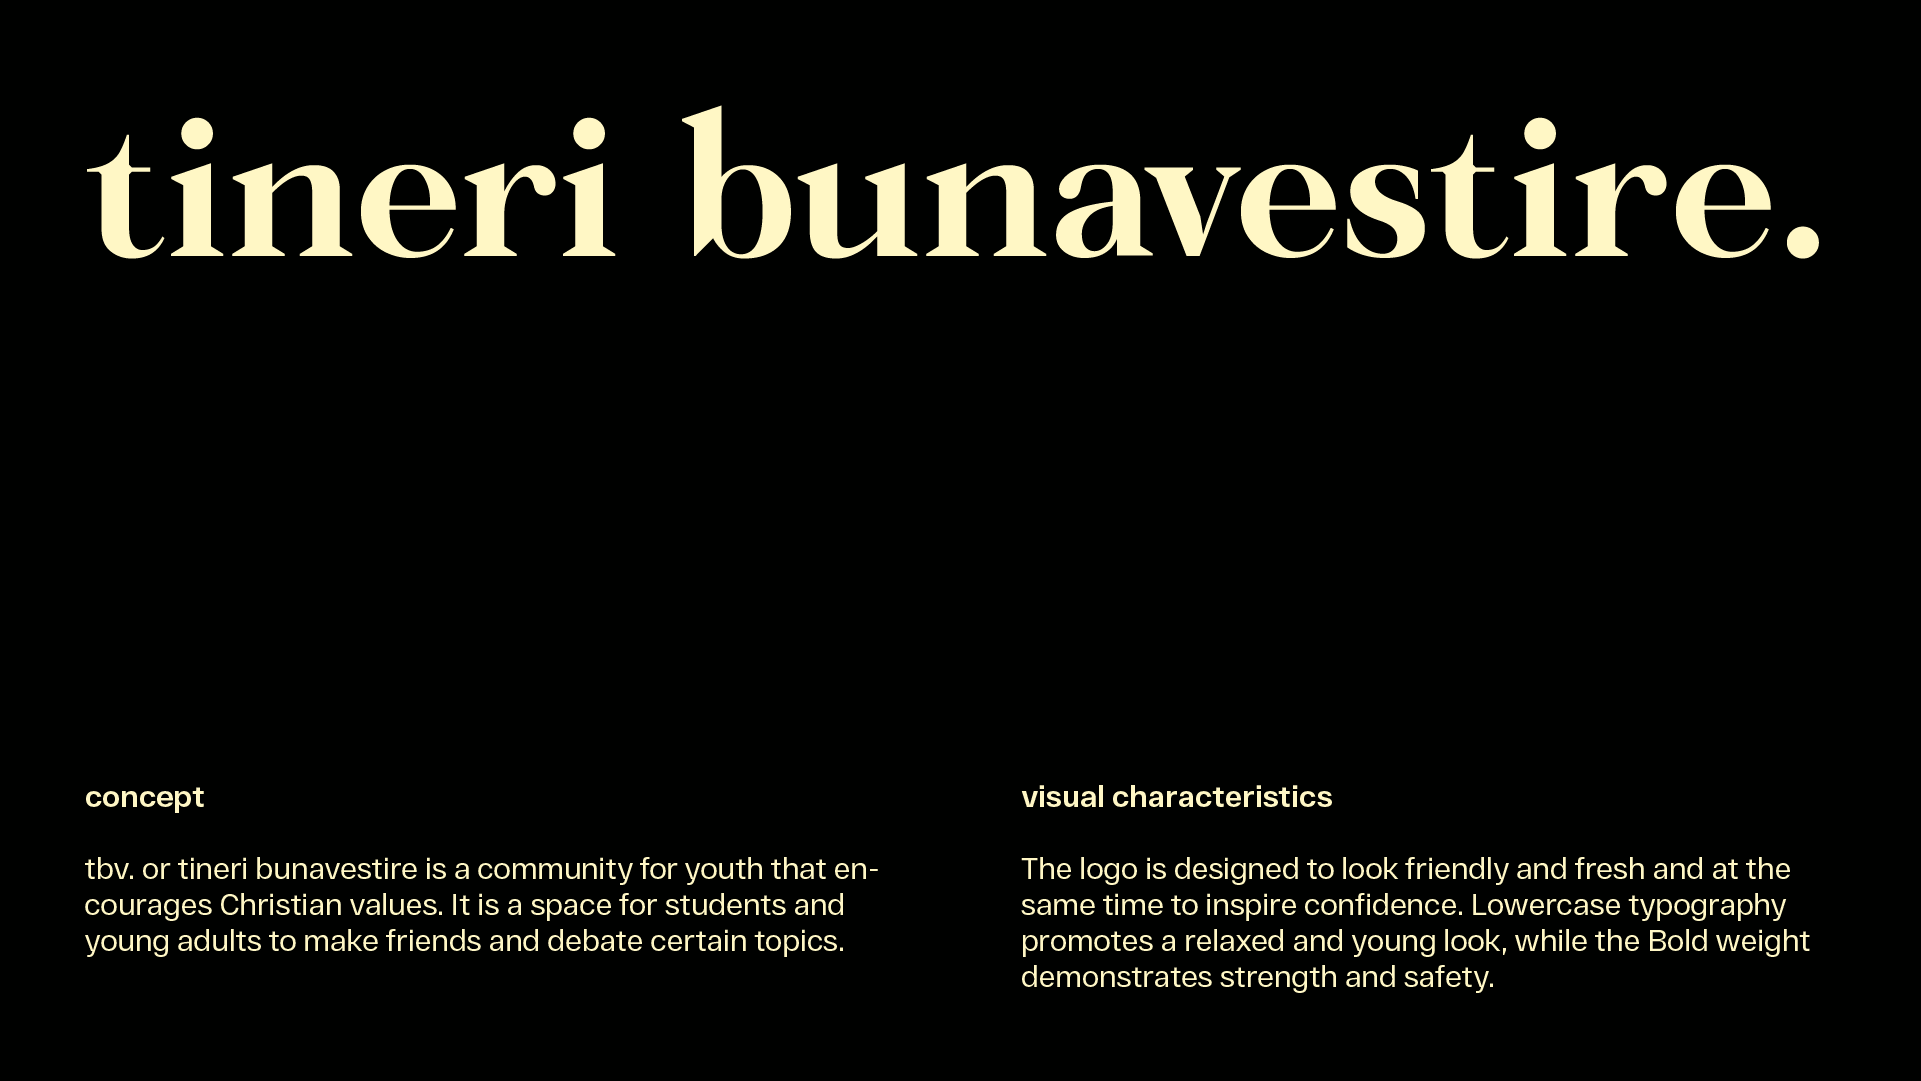 tineri bunavestire.
concept
tbv. or tineri bunavestire is a community for youth that en-
courages Christian values. It is a space for students and
young adults to make friends and debate certain topics.
visual characteristics
The logo is designed to look friendly and fresh and at the
same time to inspire confidence. Lowercase typography
promotes a relaxed and young look, while the Bold weight
demonstrates strength and safety.